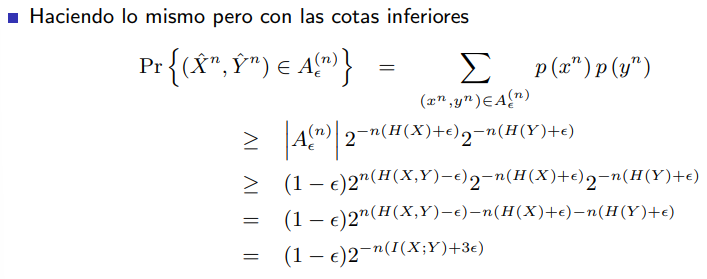 Haciendo lo mismo pero con las cotas inferiores
Pr{(X̂ⁿ, Ŷⁿ) ∈ A_ϵ^(n)} = ∑_{(xⁿ,yⁿ)∈A_ϵ^(n)} p(xⁿ) p(yⁿ)
≥ |A_ϵ^(n)| 2^{−n(H(X)+ϵ)} 2^{−n(H(Y)+ϵ)}
≥ (1 − ϵ)2^{n(H(X,Y)−ϵ)} 2^{−n(H(X)+ϵ)} 2^{−n(H(Y)+ϵ)}
= (1 − ϵ)2^{n(H(X,Y)−ϵ)−n(H(X)+ϵ)−n(H(Y)+ϵ)}
= (1 − ϵ)2^{−n(I(X;Y)+3ϵ)}